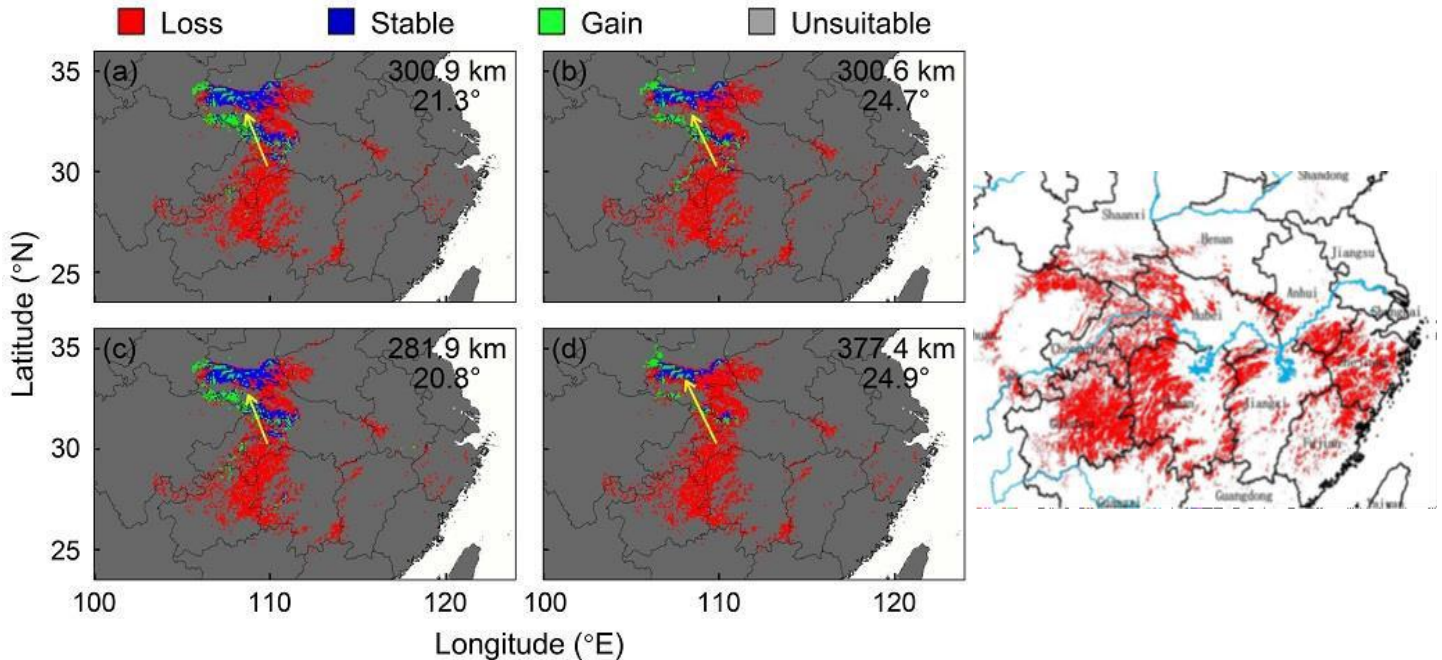 Loss Stable Gain Unsuitable
(a) 300.9 km
21.3°
(b) 300.6 km
24.7°
35
30
25
(c) 281.9 km
20.8°
(d) 377.4 km
24.9°
35
30
25
100 110 120 100 110 120
Latitude (°N)
Longitude (°E)
Shandong
Shaanxi
Henan
Jiangsu
Anhui
Hubei
Jiangxi
Fujian
Guangdong